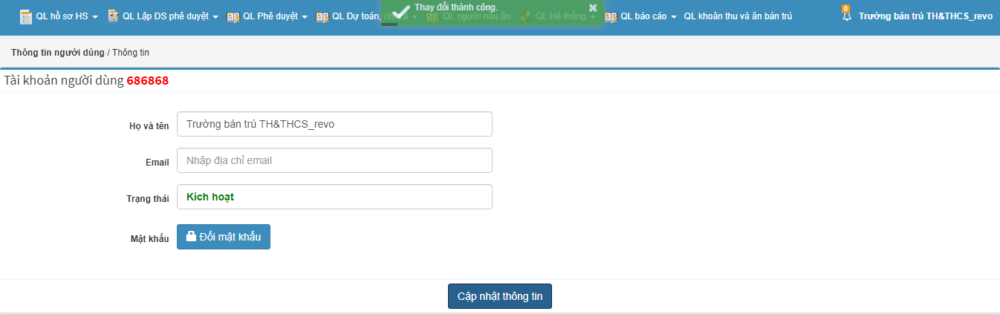 QL hồ sơ HS QL Lập DS phê duyệt QL Phê duyệt QL Dự toán, QL người nấu ăn QL Hệ thống QL báo cáo QL khoản thu và ăn bán trú 0 Trường bán trú TH&THCS_revo
Thay đổi thành công.
Thông tin người dùng / Thông tin
Tài khoản người dùng 686868
Họ và tên Trường bán trú TH&THCS_revo
Email Nhập địa chỉ email
Trạng thái Kích hoạt
Mật khẩu Đổi mật khẩu
Cập nhật thông tin